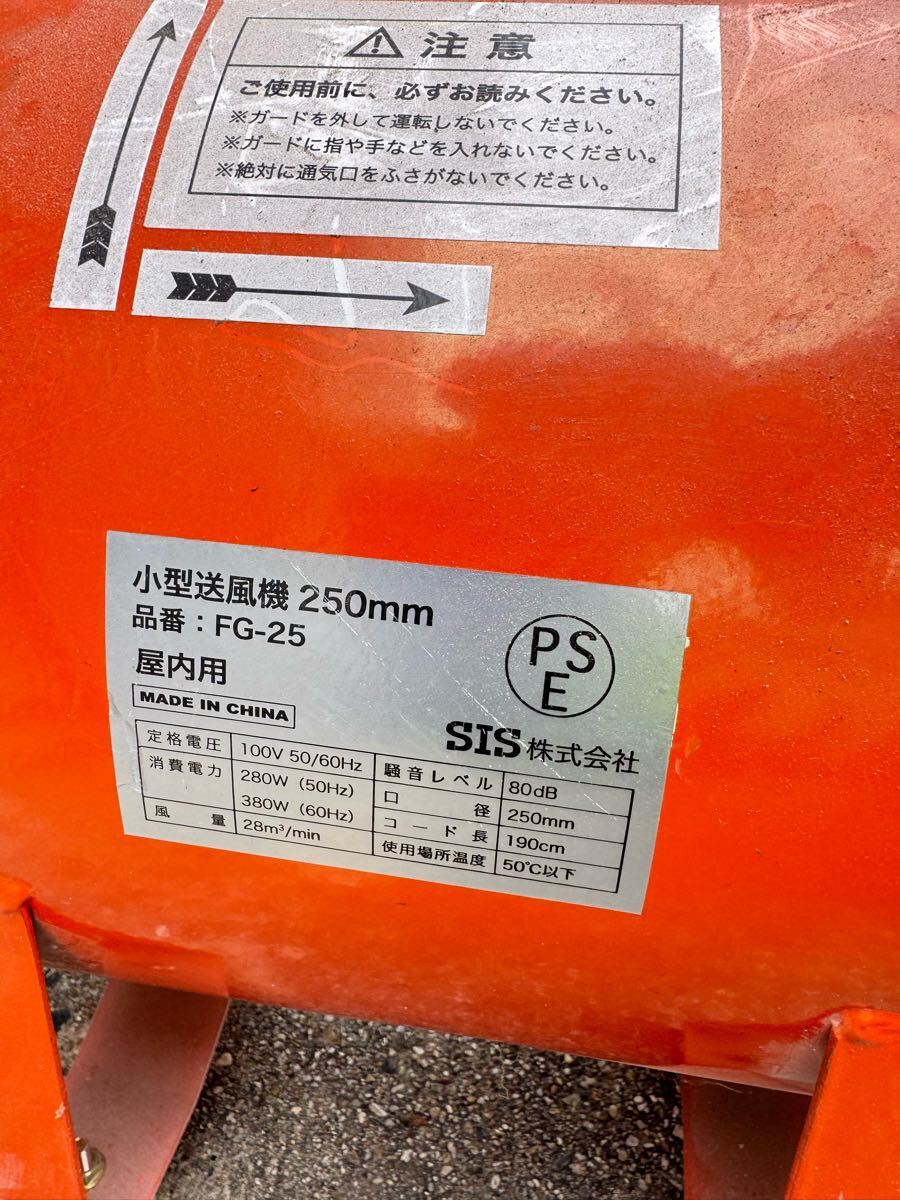 ⚠ 注意
ご使用前に、必ずお読みください。
※ガードを外して運転しないでください。
※ガードに指や手などを入れないでください。
※絶対に通気口をふさがないでください。
小型送風機 250mm
品番：FG-25
屋内用
MADE IN CHINA
PS
E
SIS株式会社
定格電圧 100V 50/60Hz
消費電力 280W（50Hz）
380W（60Hz）
風量 28m³/min
騒音レベル 80dB
口径 250mm
コード長 190cm
使用場所温度 50℃以下